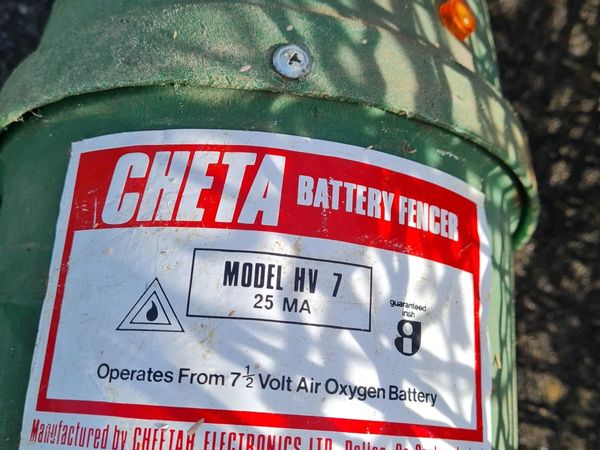 CHETA BATTERY FENCER
MODEL HV 7
25 MA
guaranteed
irish
Operates From 7½ Volt Air Oxygen Battery
Manufactured by CHEETAH ELECTRONICS LTD.